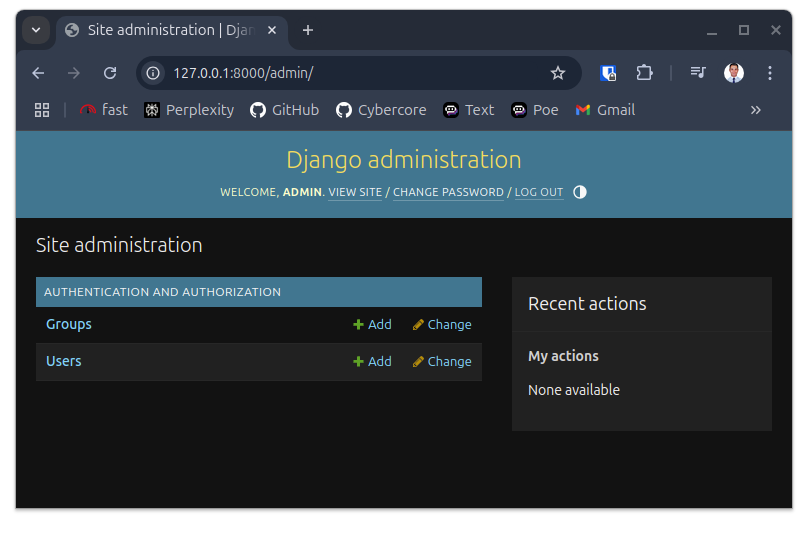 Site administration | Djan
127.0.0.1:8000/admin/
fast Perplexity GitHub Cybercore Text Poe Gmail
Django administration
WELCOME, ADMIN. VIEW SITE / CHANGE PASSWORD / LOG OUT
Site administration
AUTHENTICATION AND AUTHORIZATION
Groups Add Change
Users Add Change
Recent actions
My actions
None available